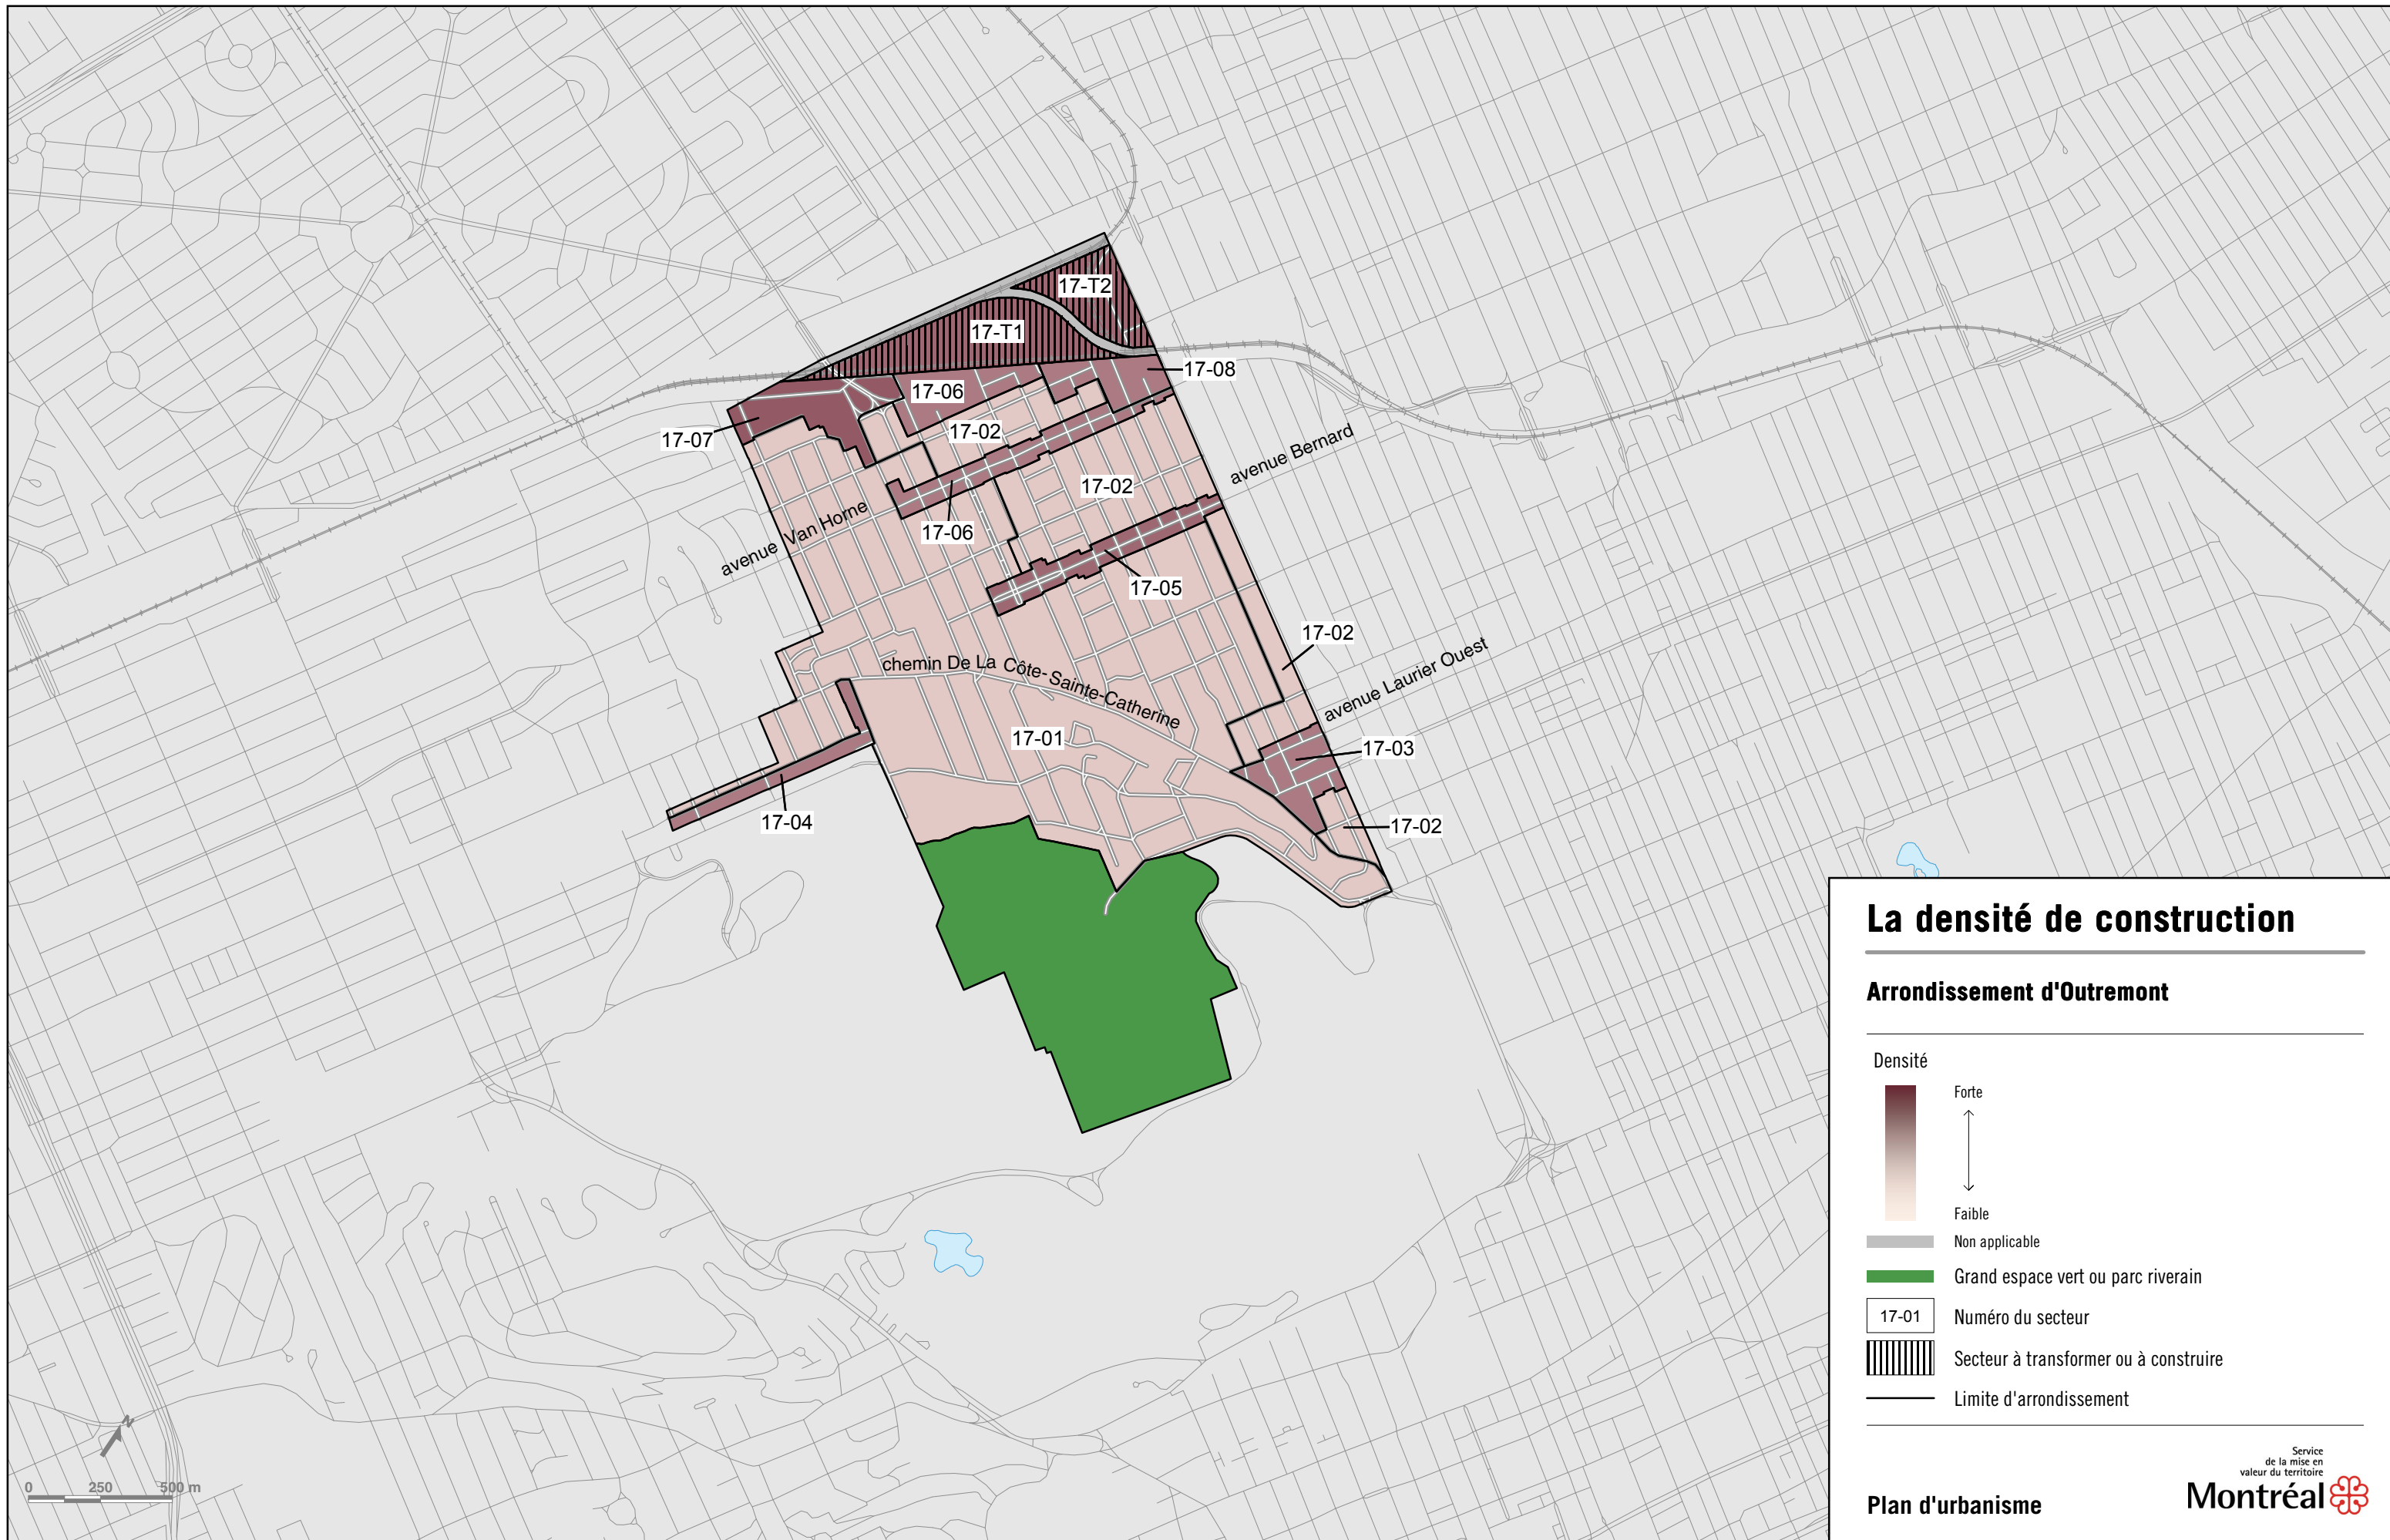 17-T2
17-T1
17-08
17-06
17-02
17-07
avenue Bernard
17-02
avenue Van Horne
17-06
17-05
17-02
avenue Laurier Ouest
chemin De La Côte-Sainte-Catherine
17-01
17-03
17-04
17-02
La densité de construction
Arrondissement d'Outremont
Densité
Forte
Faible
Non applicable
Grand espace vert ou parc riverain
17-01 Numéro du secteur
Secteur à transformer ou à construire
Limite d'arrondissement
N
0 250 500 m
Service
de la mise en
valeur du territoire
Montréal
Plan d'urbanisme